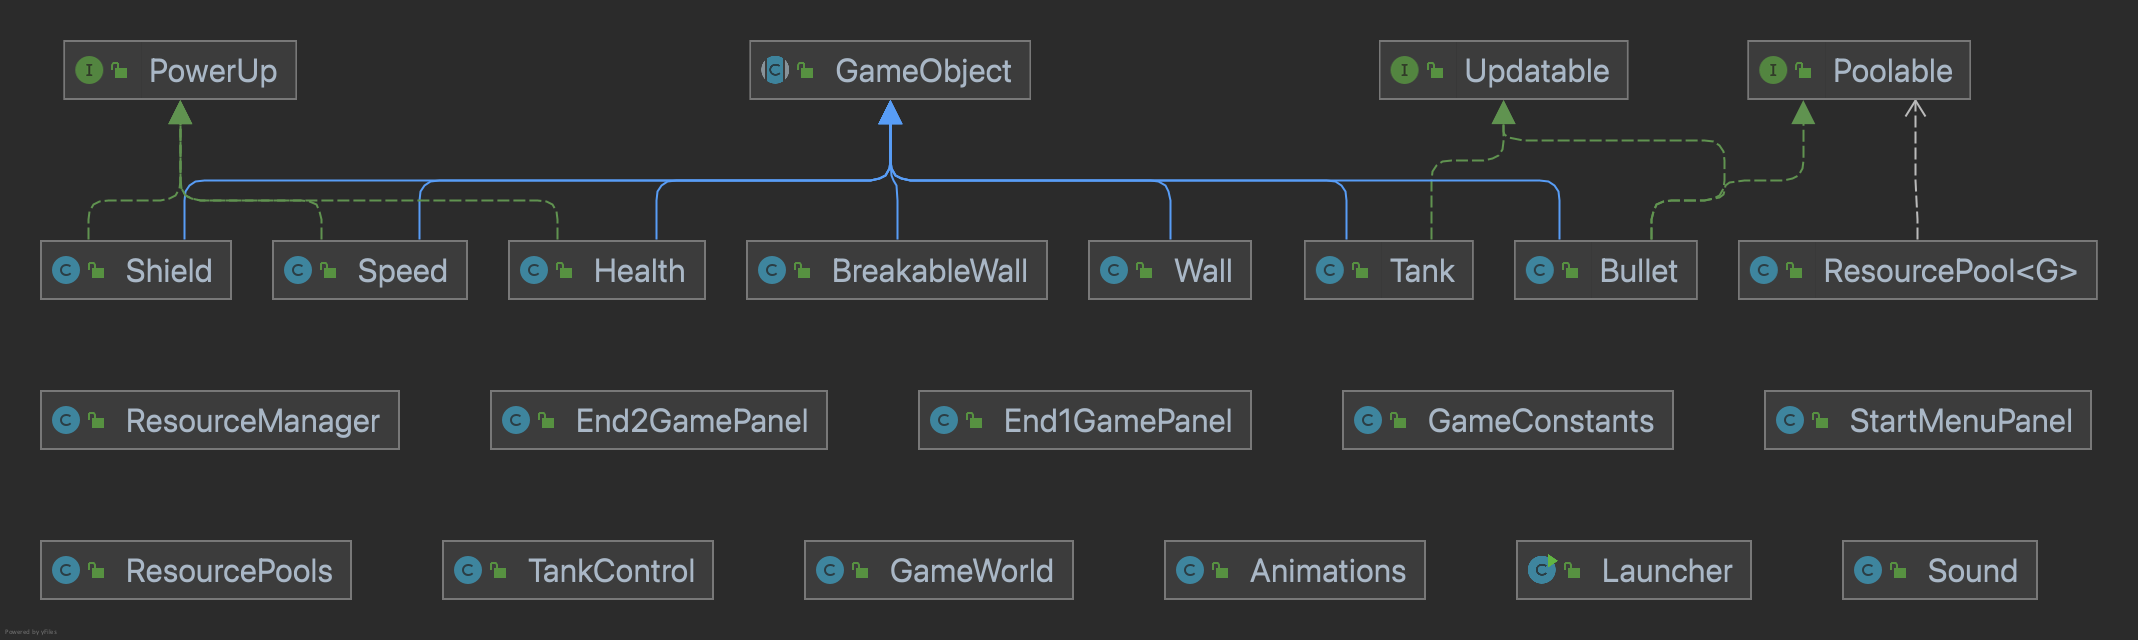 PowerUp
GameObject
Updatable
Poolable
Shield
Speed
Health
BreakableWall
Wall
Tank
Bullet
ResourcePool<G>
ResourceManager
End2GamePanel
End1GamePanel
GameConstants
StartMenuPanel
ResourcePools
TankControl
GameWorld
Animations
Launcher
Sound
Powered by yFiles